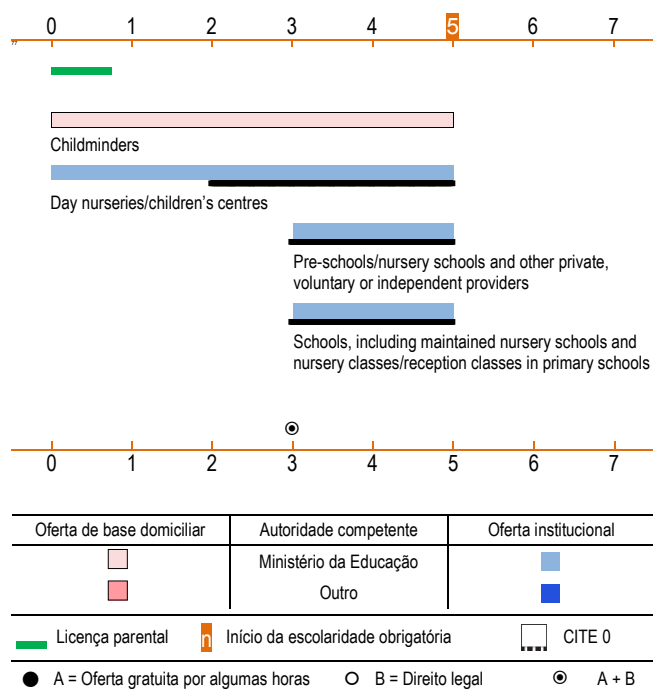 0 1 2 3 4 5 6 7
Childminders
Day nurseries/children's centres
Pre-schools/nursery schools and other private,
voluntary or independent providers
Schools, including maintained nursery schools and
nursery classes/reception classes in primary schools
0 1 2 3 4 5 6 7
Oferta de base domiciliar Autoridade competente Oferta institucional
Ministério da Educação
Outro
Licença parental n Início da escolaridade obrigatória CITE 0
A = Oferta gratuita por algumas horas B = Direito legal A + B